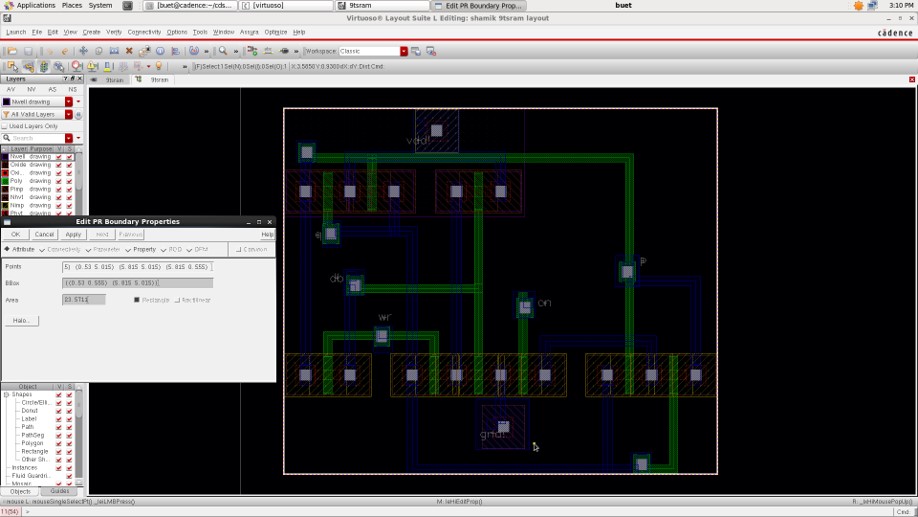 Applications Places System
[buet@cadence:~/cds...
[virtuoso]
9tsram
Edit PR Boundary Prop...
buet
3:10 PM
Virtuoso® Layout Suite L Editing: shamik 9tsram layout
Launch File Edit View Create Verify Connectivity Options Tools Window Assura Optimize Help
cādence
Workspace: Classic
(F)Select:1 Sel(N):0 Sel(I):0 Sel(O):1 X:3.5850 Y:0.9300 dX: dY: Dist: Cmd:
Layers
9tsram 9tsram
AV NV AS NS
Nwell drawing
All Valid Layers
Used Layers Only
Search
Layer Purpose V S
Nwell drawing
Oxide drawing
Oxi... drawing
Poly drawing
Pimp drawing
Nhvt drawing
Nimp drawing
Phvt drawing
vdd!
q
db
wr
on
gnd!
Edit PR Boundary Properties
OK Cancel Apply Next Previous Help
Attribute Connectivity Parameter Property ROD DFM Common
Points 5) (0.53 5.015) (5.815 5.015) (5.815 0.555)
BBox ((0.53 0.555) (5.815 5.015))
Area 23.5711
Rectangle Rectilinear
Halo...
Object V S
Shapes
Circle/Elli...
Donut
Label
Path
PathSeg
Polygon
Rectangle
Other Sh...
Instances
Fluid Guardri...
Mosaic
Objects Guides
mouse L: mouseSingleSelectPt() _leiLMBPress()
M: leHiEditProp()
R: _lxHiMousePopUp()
11(54) >
Cmd: